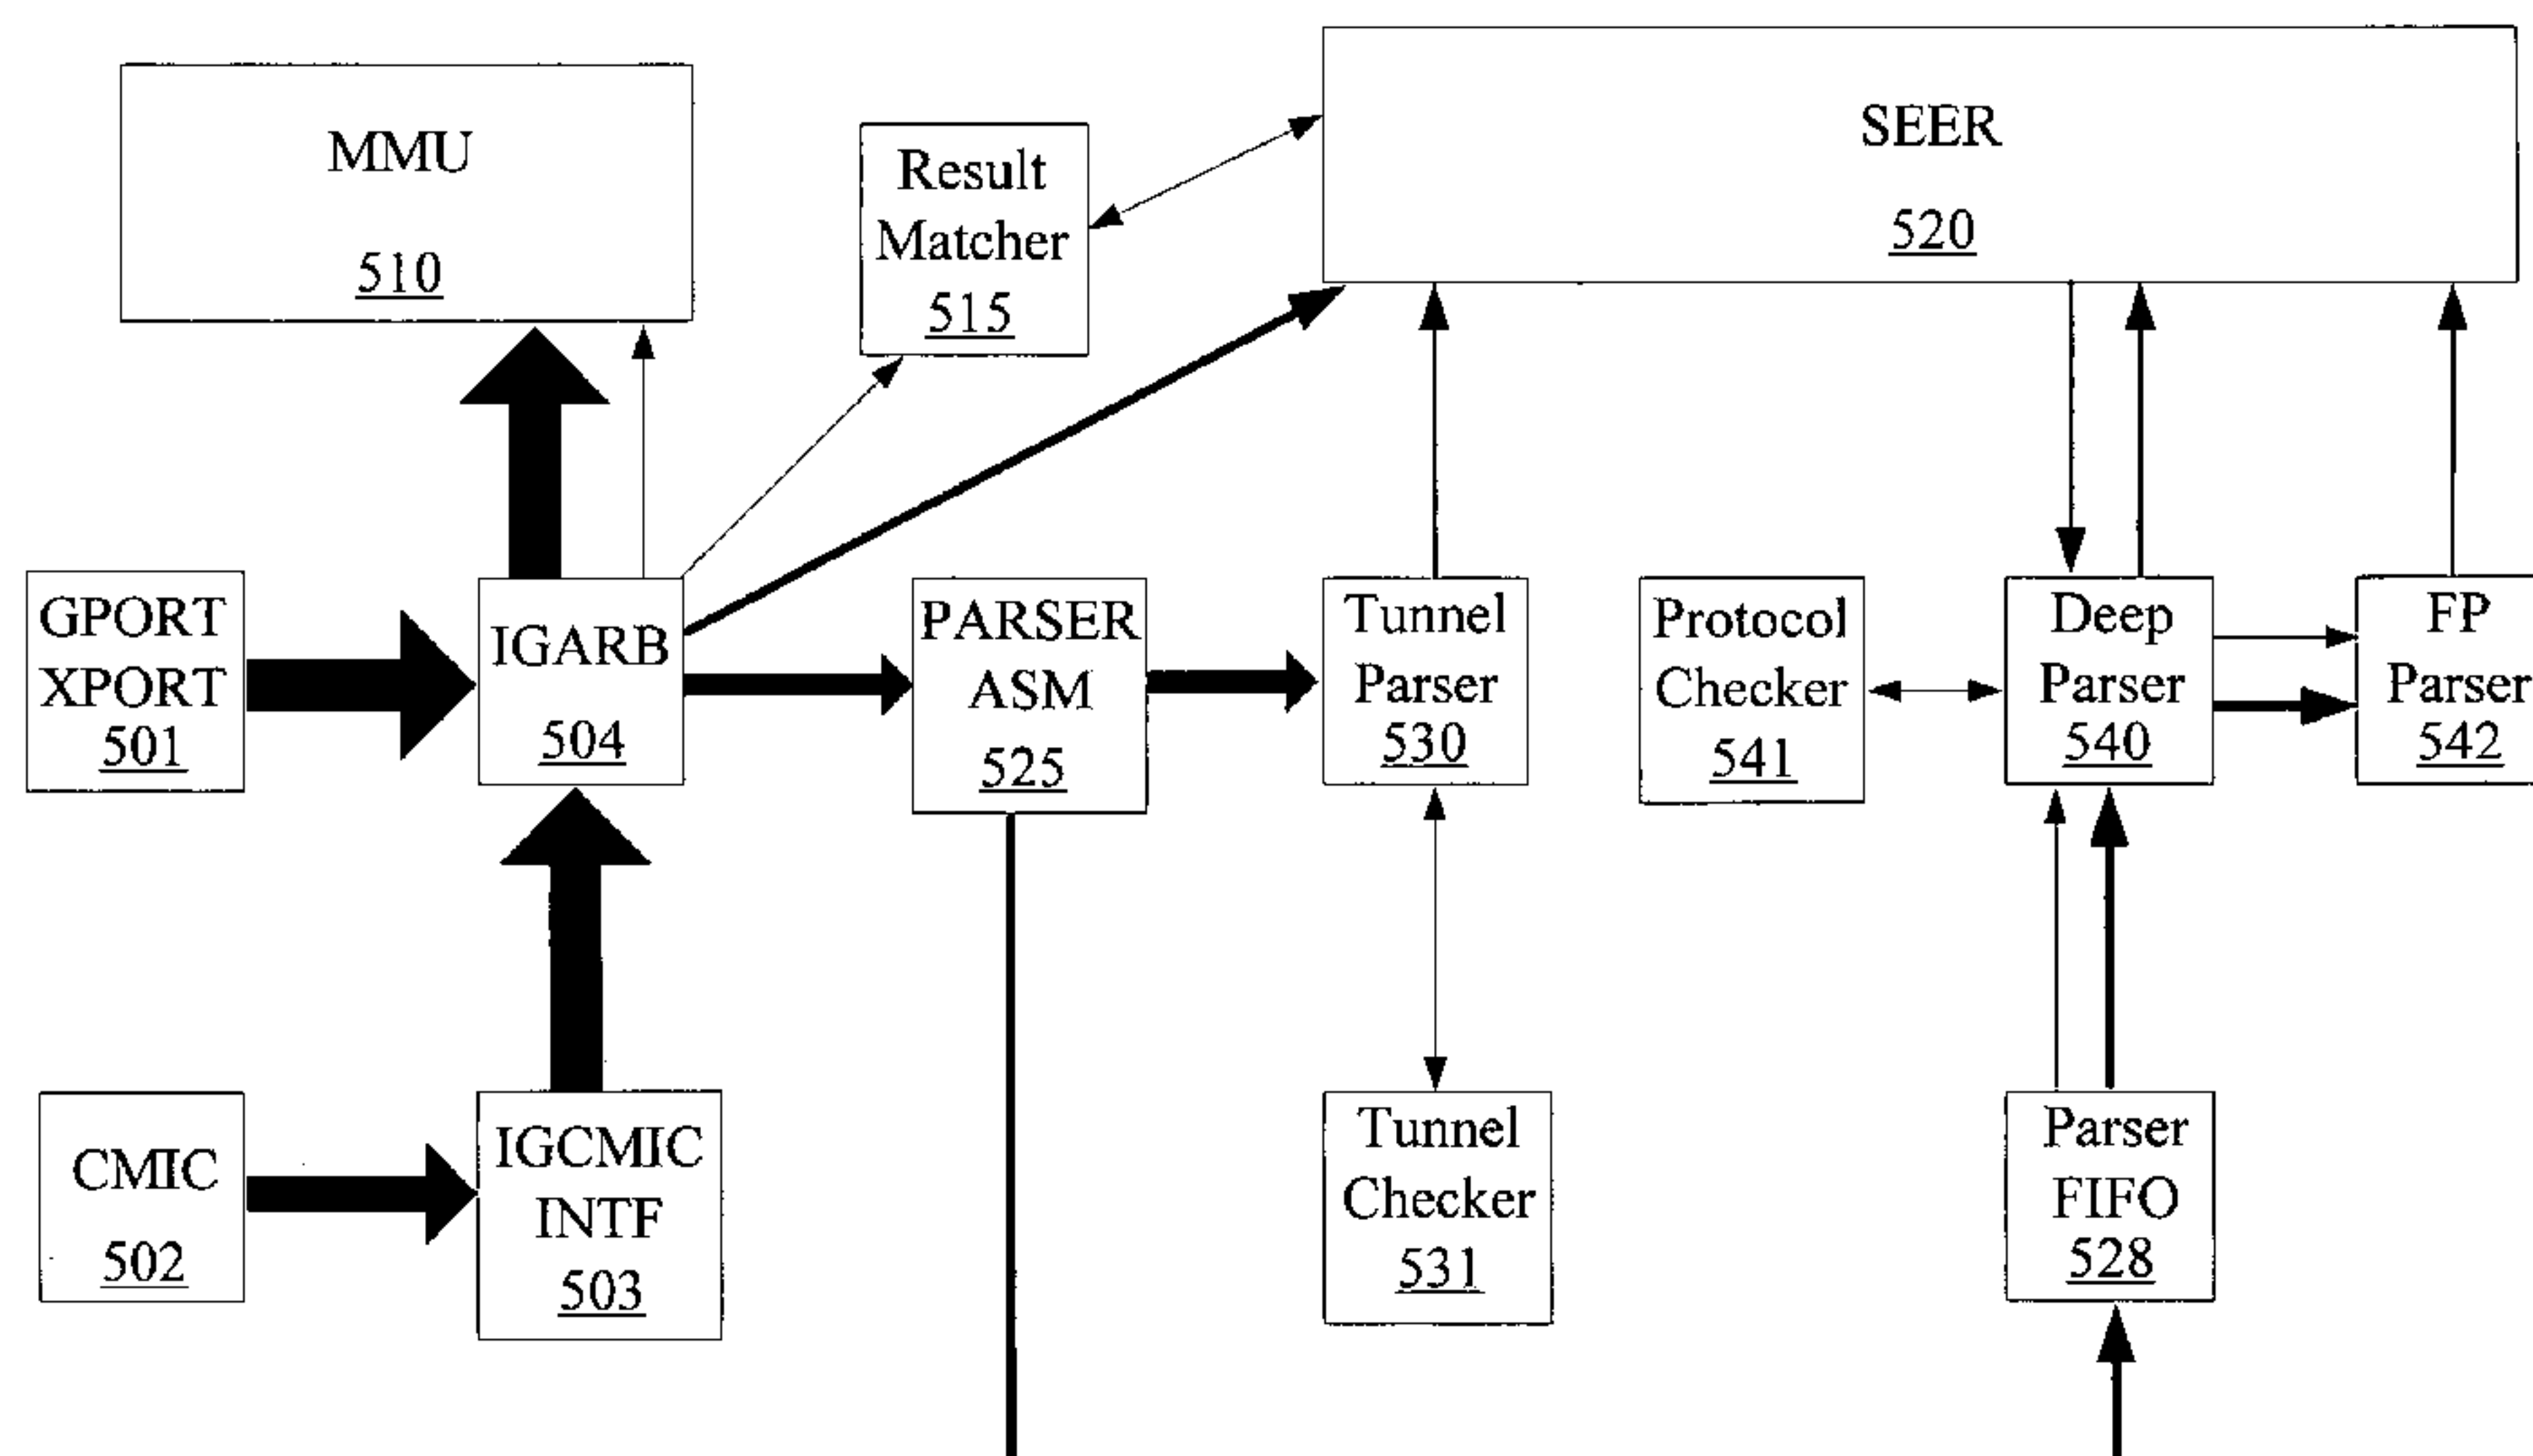 MMU
510
Result
Matcher
515
SEER
520
GPORT
XPORT
501
IGARB
504
PARSER
ASM
525
Tunnel
Parser
530
Protocol
Checker
541
Deep
Parser
540
FP
Parser
542
CMIC
502
IGCMIC
INTF
503
Tunnel
Checker
531
Parser
FIFO
528